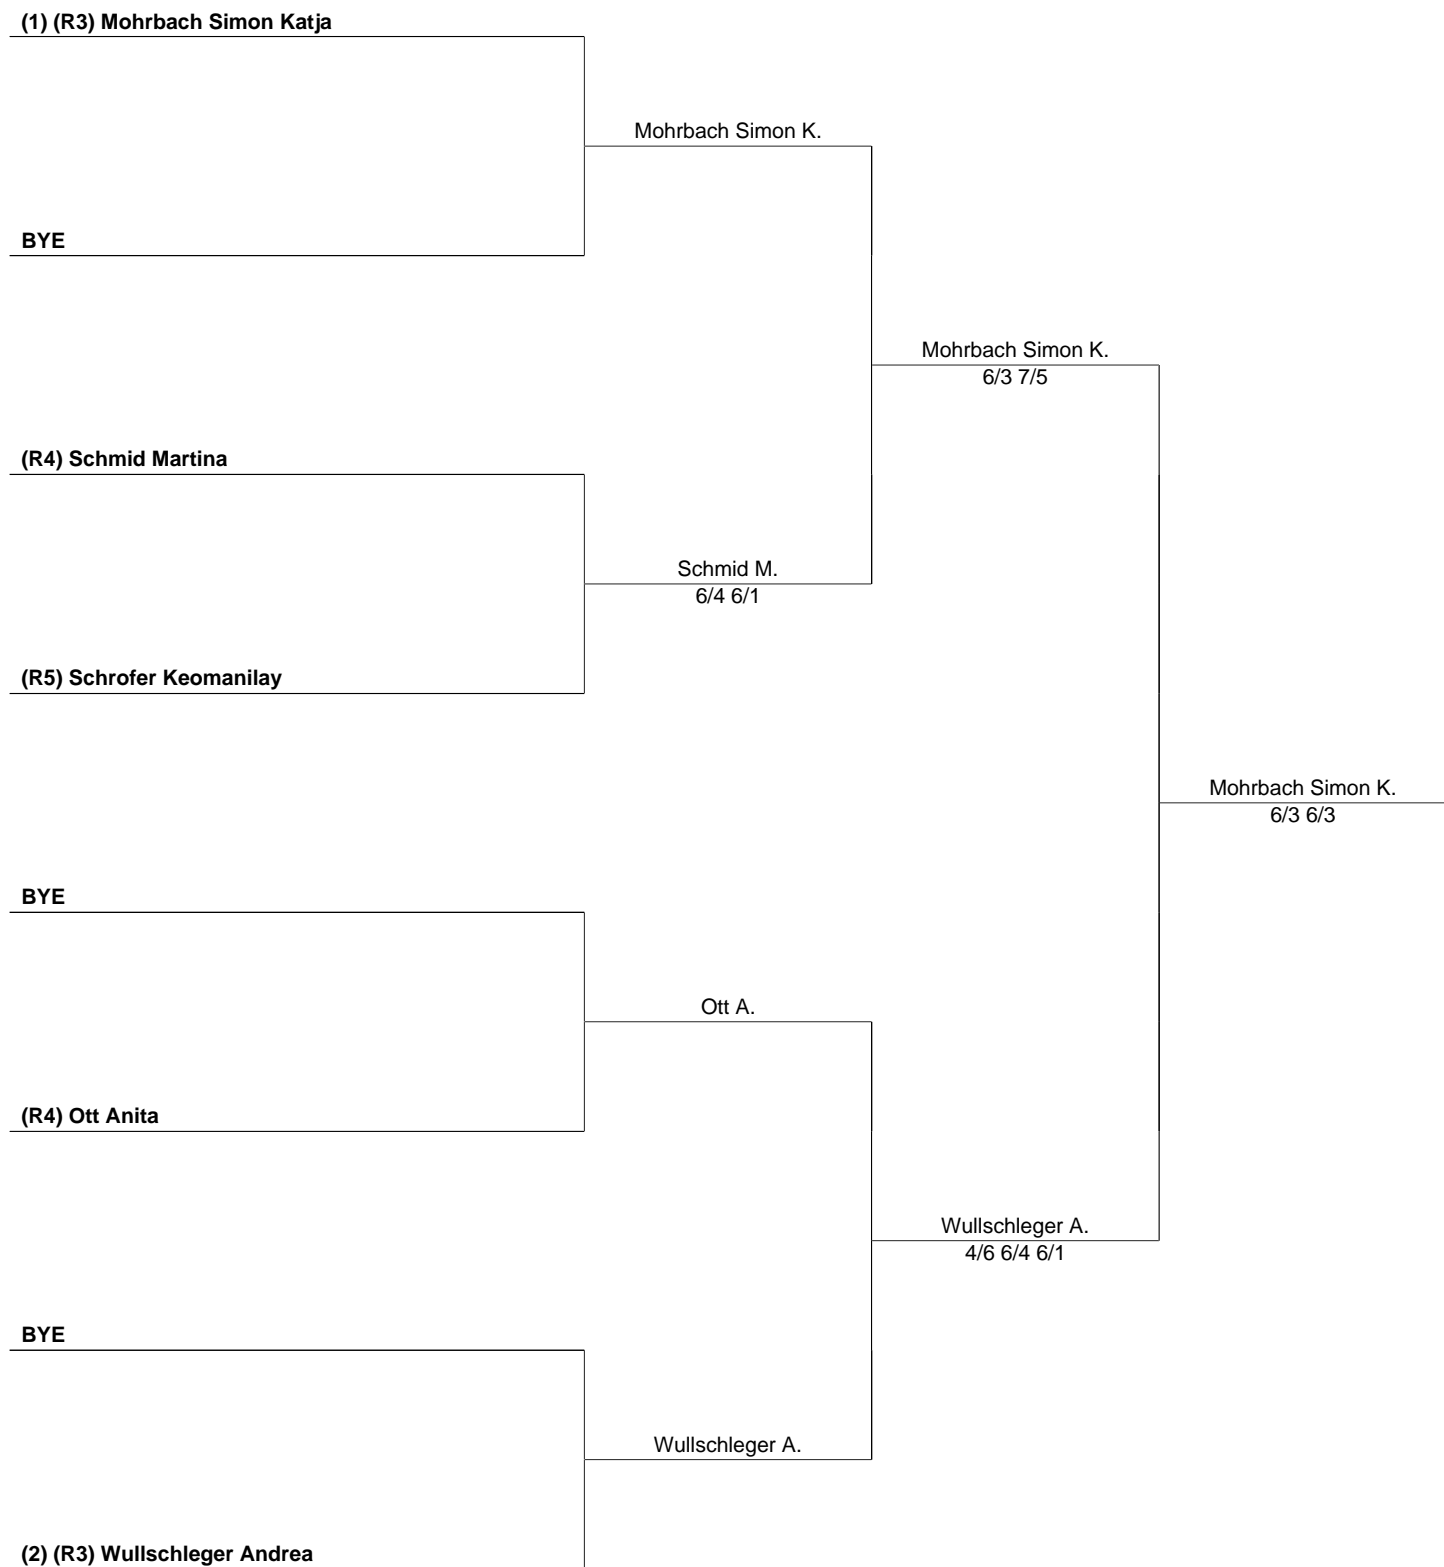 (1) (R3) Mohrbach Simon Katja
Mohrbach Simon K.
BYE
Mohrbach Simon K.
6/3 7/5
(R4) Schmid Martina
Schmid M.
6/4 6/1
(R5) Schrofer Keomanilay
Mohrbach Simon K.
6/3 6/3
BYE
Ott A.
(R4) Ott Anita
Wullschleger A.
4/6 6/4 6/1
BYE
Wullschleger A.
(2) (R3) Wullschleger Andrea